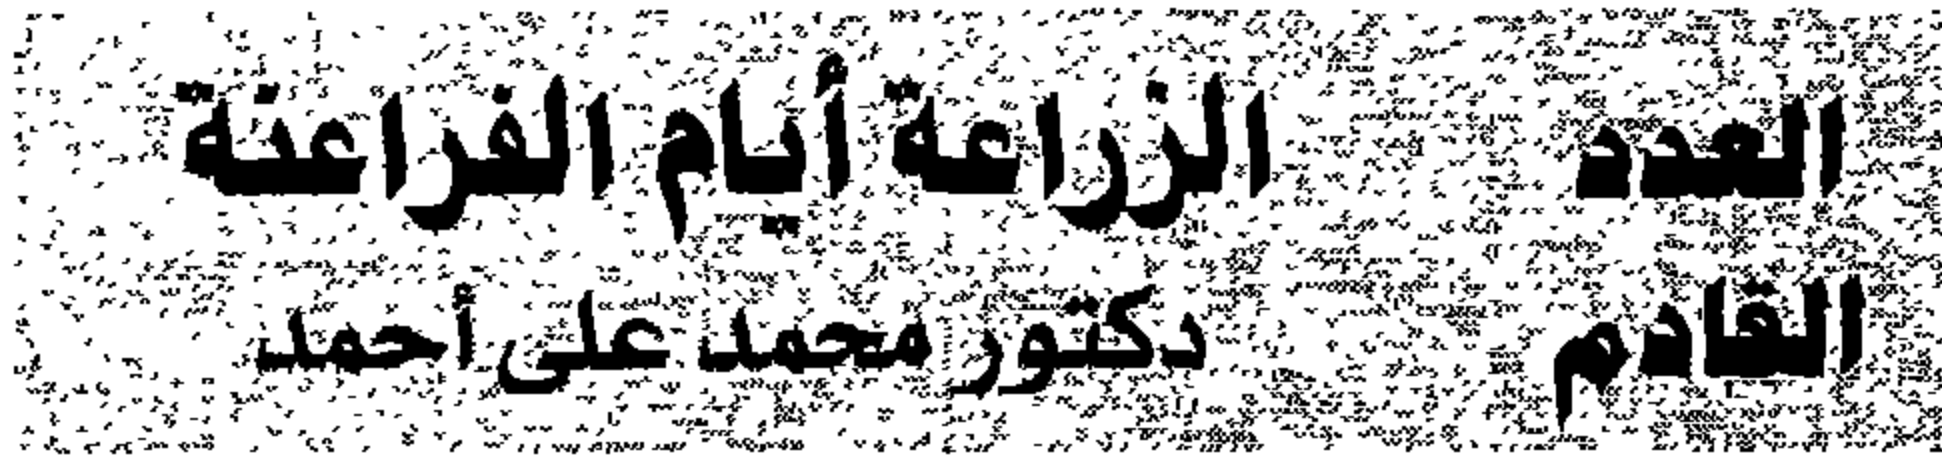 العدد الزراعة أيام الفراعنة
القادم دكتور محمد على أحمد